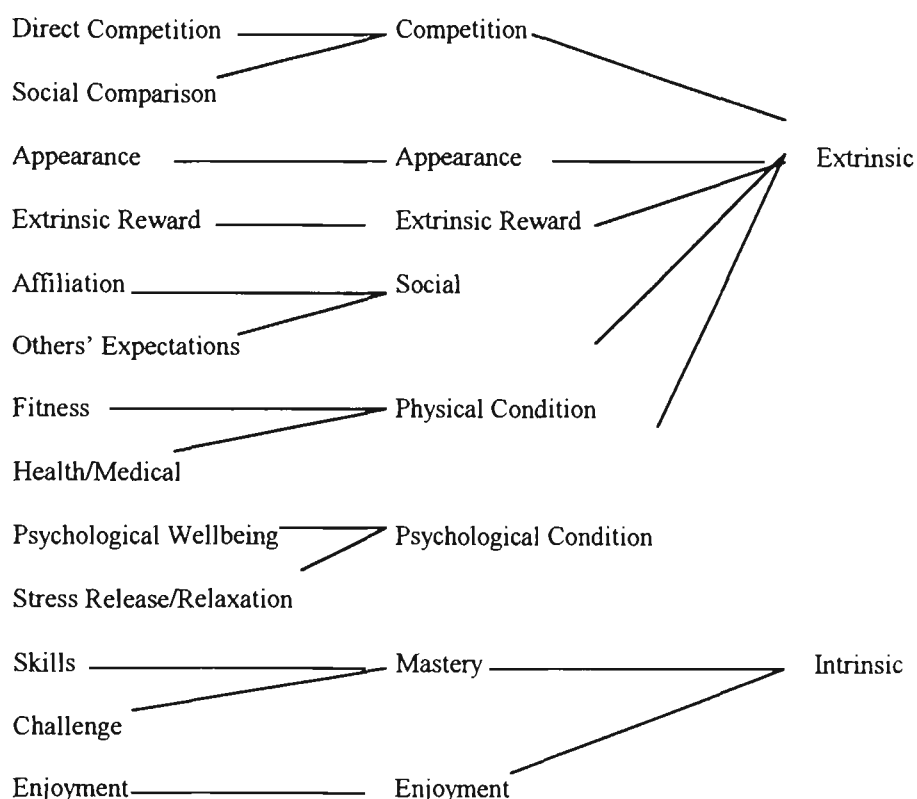 Direct Competition Competition
Social Comparison
Appearance Appearance Extrinsic
Extrinsic Reward Extrinsic Reward
Affiliation Social
Others’ Expectations
Fitness Physical Condition
Health/Medical
Psychological Wellbeing Psychological Condition
Stress Release/Relaxation
Skills Mastery Intrinsic
Challenge
Enjoyment Enjoyment